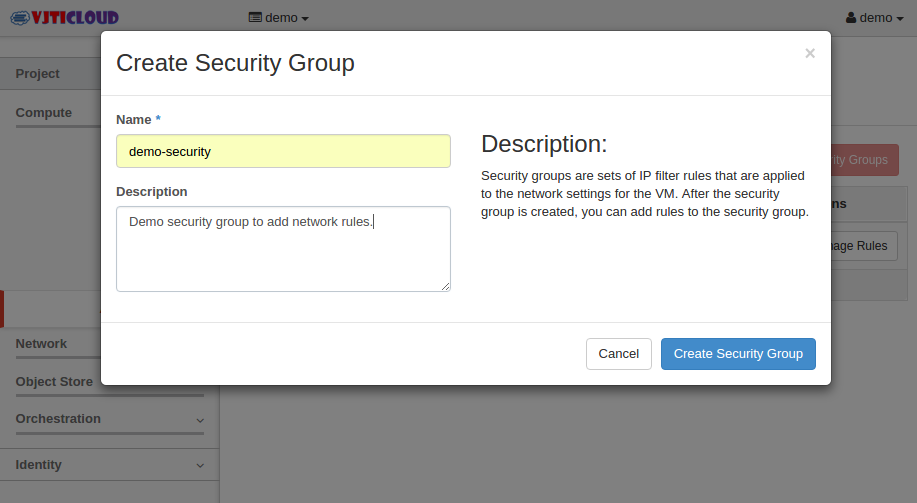 VJTICLOUD
demo
demo
Create Security Group
×
Project
Compute
Name *
demo-security
Description
Demo security group to add network rules.
Description:
Security groups are sets of IP filter rules that are applied
to the network settings for the VM. After the security
group is created, you can add rules to the security group.
Groups
Rules
Cancel
Create Security Group
Network
Object Store
Orchestration
Identity